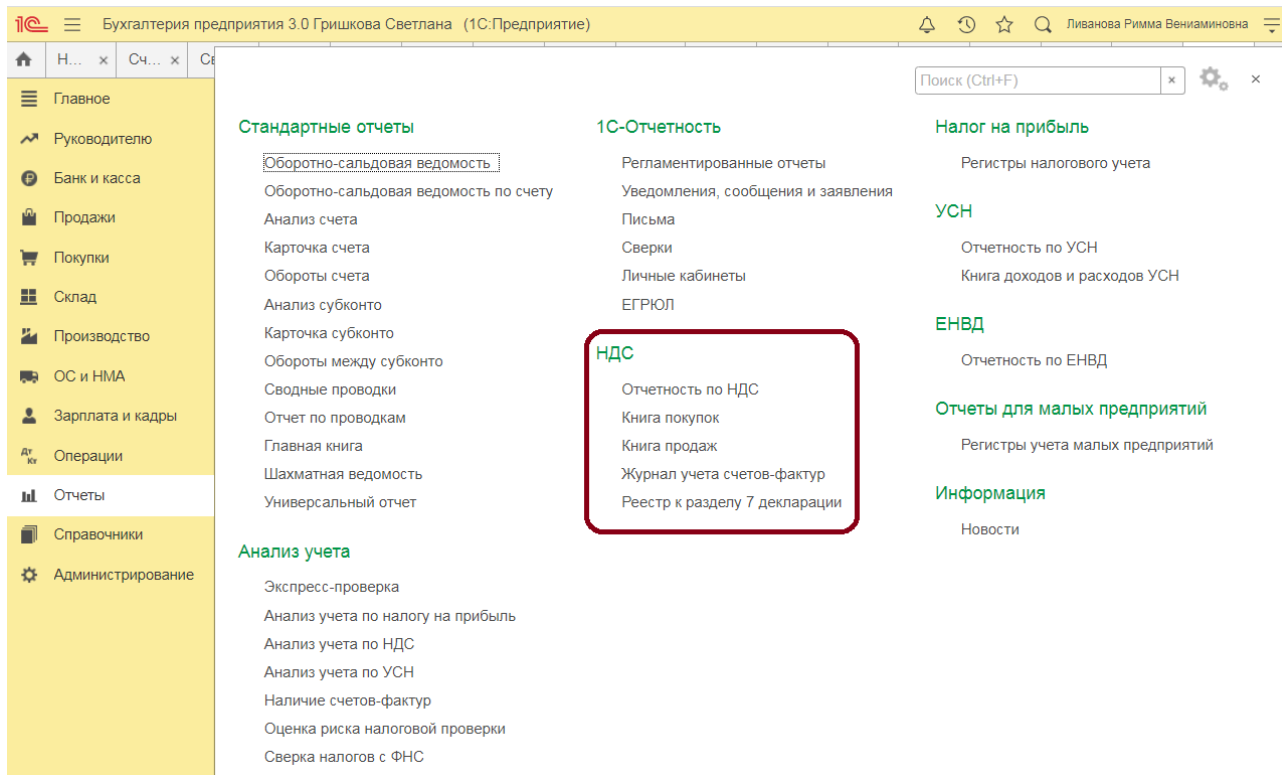 1С Бухгалтерия предприятия 3.0 Гришкова Светлана (1С:Предприятие) Ливанова Римма Вениаминовна
Н... × Сч... ×
Поиск (Ctrl+F) ×
Главное
Руководителю
Банк и касса
Продажи
Покупки
Склад
Производство
ОС и НМА
Зарплата и кадры
Дт Кт Операции
Отчеты
Справочники
Администрирование
Стандартные отчеты
Оборотно-сальдовая ведомость
Оборотно-сальдовая ведомость по счету
Анализ счета
Карточка счета
Обороты счета
Анализ субконто
Карточка субконто
Обороты между субконто
Сводные проводки
Отчет по проводкам
Главная книга
Шахматная ведомость
Универсальный отчет
Анализ учета
Экспресс-проверка
Анализ учета по налогу на прибыль
Анализ учета по НДС
Анализ учета по УСН
Наличие счетов-фактур
Оценка риска налоговой проверки
Сверка налогов с ФНС
1С-Отчетность
Регламентированные отчеты
Уведомления, сообщения и заявления
Письма
Сверки
Личные кабинеты
ЕГРЮЛ
НДС
Отчетность по НДС
Книга покупок
Книга продаж
Журнал учета счетов-фактур
Реестр к разделу 7 декларации
Налог на прибыль
Регистры налогового учета
УСН
Отчетность по УСН
Книга доходов и расходов УСН
ЕНВД
Отчетность по ЕНВД
Отчеты для малых предприятий
Регистры учета малых предприятий
Информация
Новости